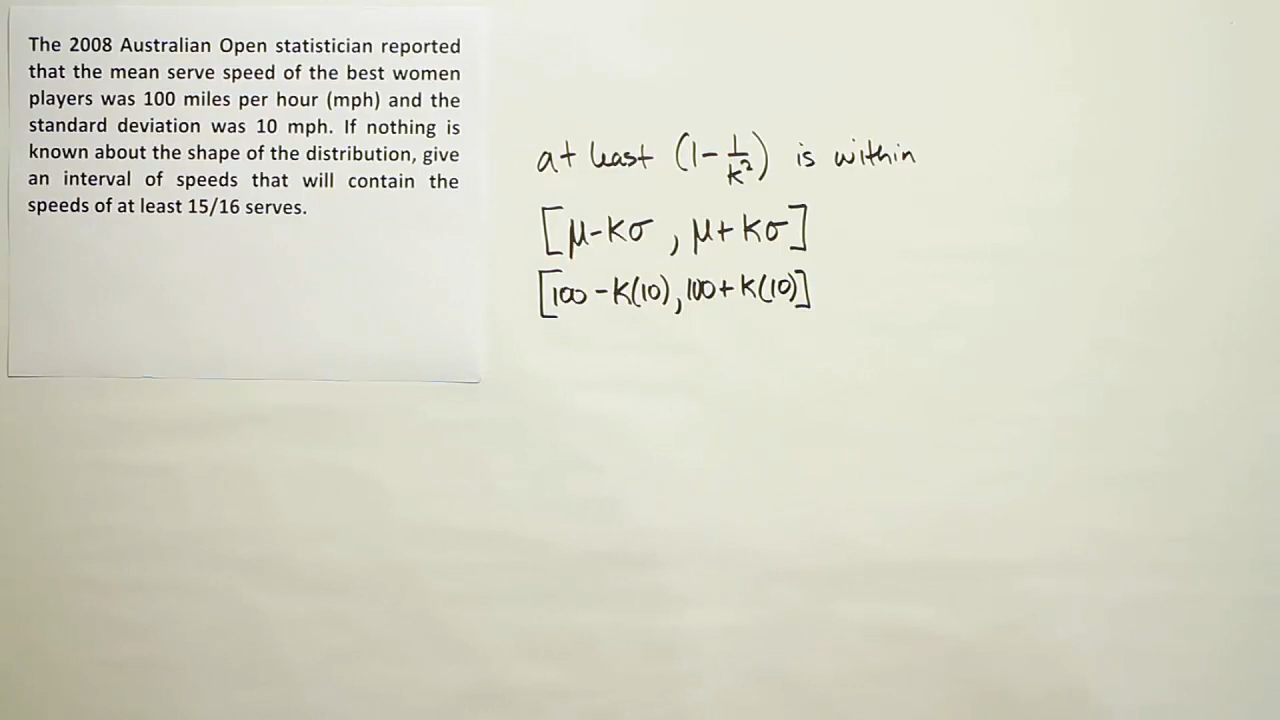 The 2008 Australian Open statistician reported
that the mean serve speed of the best women
players was 100 miles per hour (mph) and the
standard deviation was 10 mph. If nothing is
known about the shape of the distribution, give
an interval of speeds that will contain the
speeds of at least 15/16 serves.
at least (1-1/k²) is within
[μ-kσ, μ+kσ]
[100-k(10), 100+k(10)]